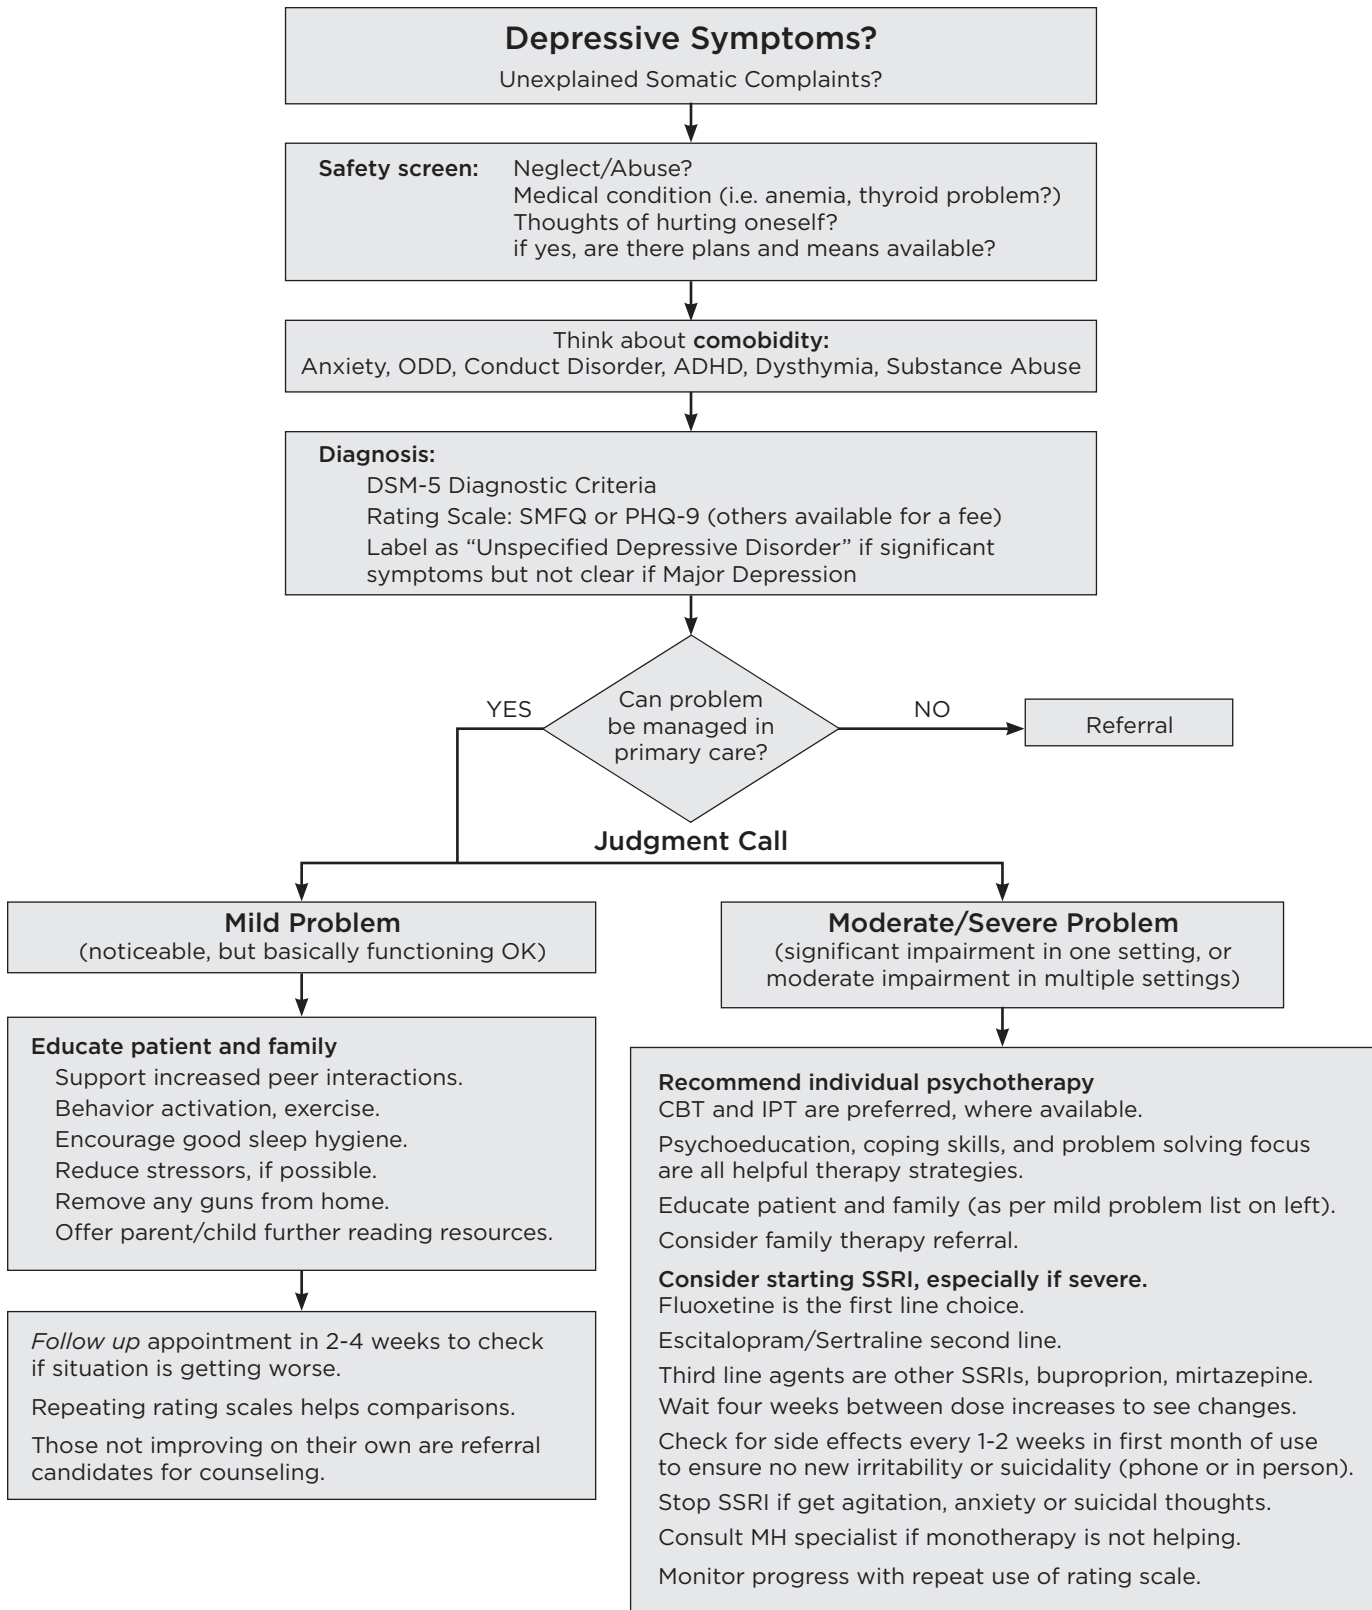 Depressive Symptoms?
Unexplained Somatic Complaints?
Safety screen: Neglect/Abuse?
Medical condition (i.e. anemia, thyroid problem?)
Thoughts of hurting oneself?
if yes, are there plans and means available?
Think about comobidity:
Anxiety, ODD, Conduct Disorder, ADHD, Dysthymia, Substance Abuse
Diagnosis:
DSM-5 Diagnostic Criteria
Rating Scale: SMFQ or PHQ-9 (others available for a fee)
Label as “Unspecified Depressive Disorder” if significant
symptoms but not clear if Major Depression
Can problem
be managed in
primary care?
YES
NO
Referral
Judgment Call
Mild Problem
(noticeable, but basically functioning OK)
Educate patient and family
Support increased peer interactions.
Behavior activation, exercise.
Encourage good sleep hygiene.
Reduce stressors, if possible.
Remove any guns from home.
Offer parent/child further reading resources.
Follow up appointment in 2-4 weeks to check
if situation is getting worse.
Repeating rating scales helps comparisons.
Those not improving on their own are referral
candidates for counseling.
Moderate/Severe Problem
(significant impairment in one setting, or
moderate impairment in multiple settings)
Recommend individual psychotherapy
CBT and IPT are preferred, where available.
Psychoeducation, coping skills, and problem solving focus
are all helpful therapy strategies.
Educate patient and family (as per mild problem list on left).
Consider family therapy referral.
Consider starting SSRI, especially if severe.
Fluoxetine is the first line choice.
Escitalopram/Sertraline second line.
Third line agents are other SSRIs, buproprion, mirtazepine.
Wait four weeks between dose increases to see changes.
Check for side effects every 1-2 weeks in first month of use
to ensure no new irritability or suicidality (phone or in person).
Stop SSRI if get agitation, anxiety or suicidal thoughts.
Consult MH specialist if monotherapy is not helping.
Monitor progress with repeat use of rating scale.